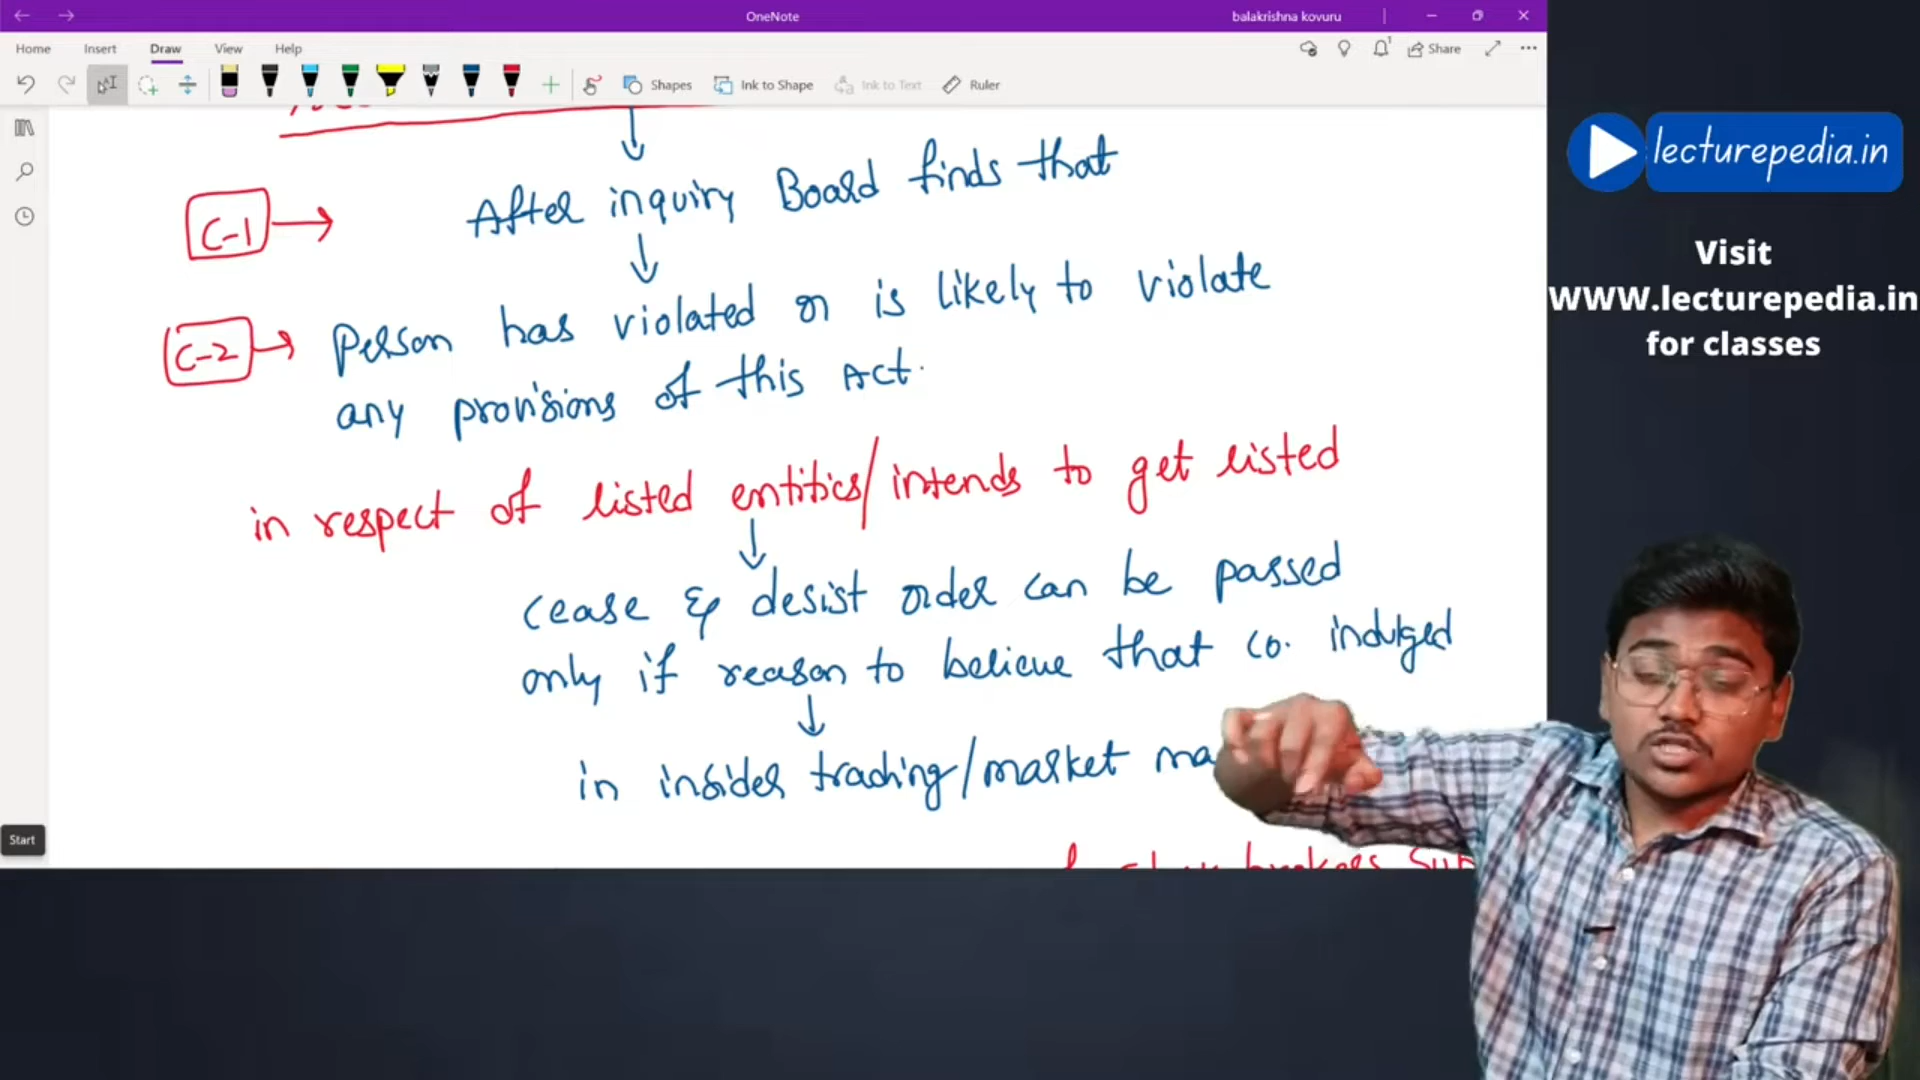 OneNote
balakrishna kovuru
Home Insert Draw View Help
Share
Shapes Ink to Shape Ink to Text Ruler
C-1
After inquiry Board finds that
C-2
Person has violated or is likely to violate
any provisions of this Act.
in respect of listed entities/intends to get listed
cease & desist order can be passed
only if reason to believe that co. indulged
in insider trading/market
brokers
Start
lecturepedia.in
Visit
WWW.lecturepedia.in
for classes